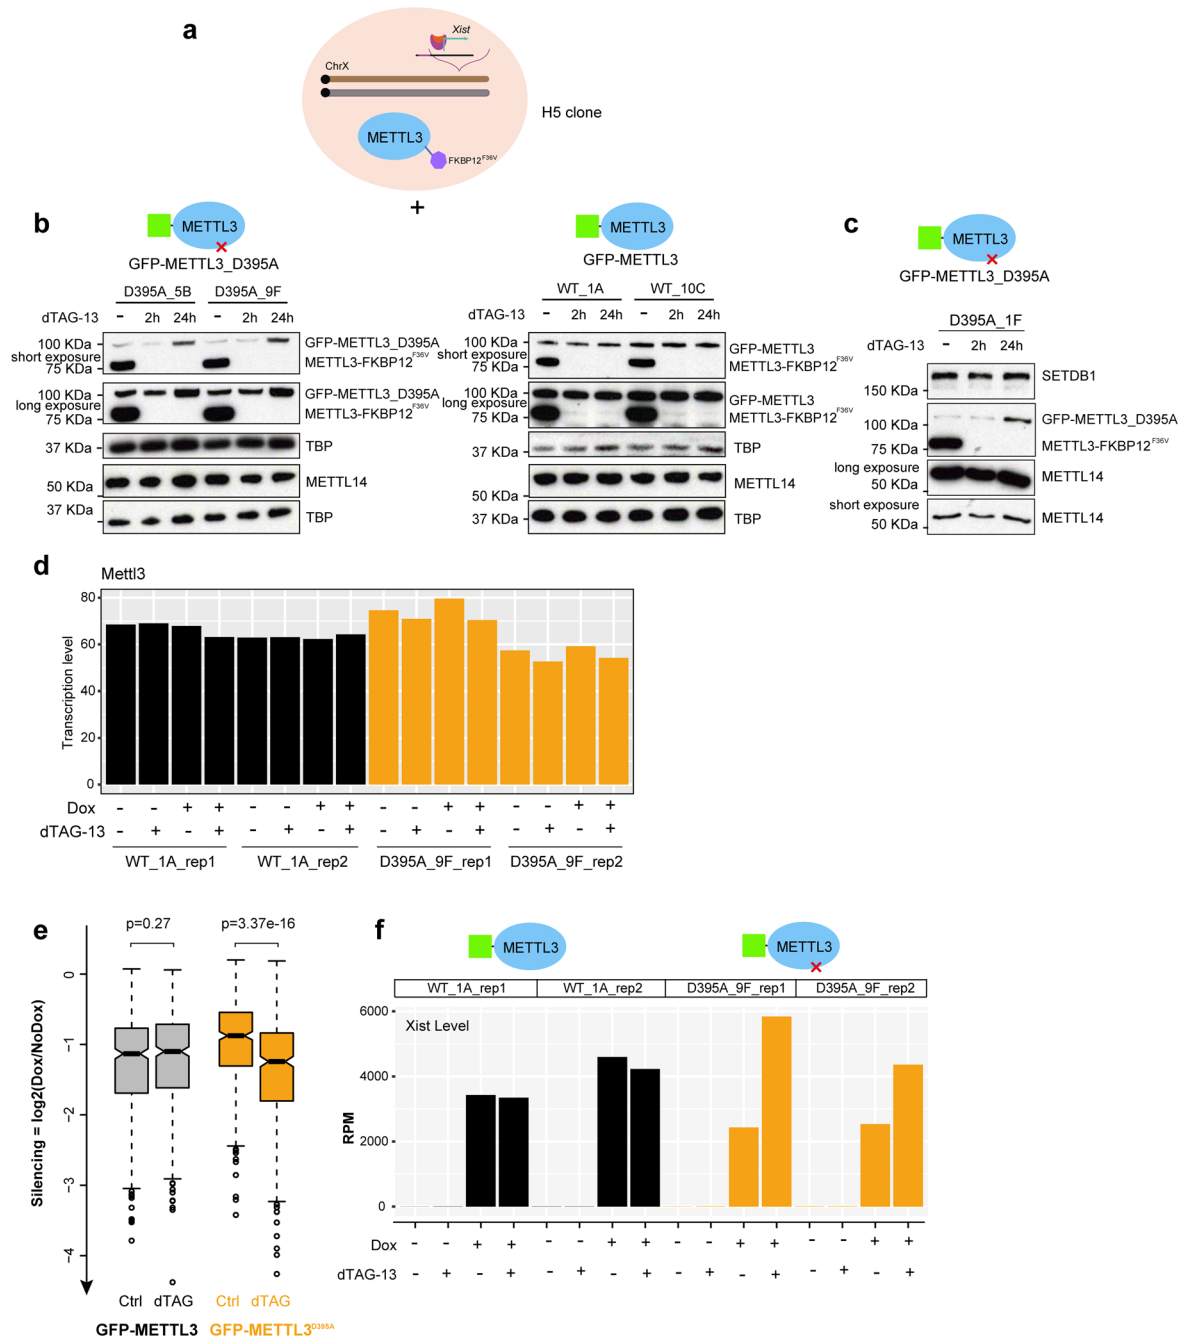 a
Xist
ChrX
METTL3
FKBP12F36V
H5 clone
+
b
METTL3
GFP-METTL3_D395A
D395A_5B D395A_9F
dTAG-13 - 2h 24h - 2h 24h
100 KDa
short exposure
75 KDa
GFP-METTL3_D395A
METTL3-FKBP12F36V
100 KDa
long exposure
75 KDa
GFP-METTL3_D395A
METTL3-FKBP12F36V
37 KDa TBP
50 KDa METTL14
37 KDa TBP
METTL3
GFP-METTL3
WT_1A WT_10C
dTAG-13 - 2h 24h - 2h 24h
100 KDa
short exposure
75 KDa
GFP-METTL3
METTL3-FKBP12F36V
100 KDa
long exposure
75 KDa
GFP-METTL3
METTL3-FKBP12F36V
37 KDa TBP
50 KDa METTL14
37 KDa TBP
c
METTL3
GFP-METTL3_D395A
D395A_1F
dTAG-13 - 2h 24h
150 KDa SETDB1
100 KDa GFP-METTL3_D395A
75 KDa METTL3-FKBP12F36V
long exposure
50 KDa METTL14
short exposure
50 KDa METTL14
d
Mettl3
Transcription level
80
60
40
20
0
Dox - - + + - - + + - - + + - - + +
dTAG-13 - + - + - + - + - + - + - + - +
WT_1A_rep1 WT_1A_rep2 D395A_9F_rep1 D395A_9F_rep2
e
p=0.27 p=3.37e-16
Silencing = log2(Dox/NoDox)
0
-1
-2
-3
-4
Ctrl dTAG Ctrl dTAG
GFP-METTL3 GFP-METTL3D395A
f
METTL3 METTL3
WT_1A_rep1 WT_1A_rep2 D395A_9F_rep1 D395A_9F_rep2
Xist Level
RPM
6000
4000
2000
0
Dox - - + + - - + + - - + + - - + +
dTAG-13 - + - + - + - + - + - + - + - +